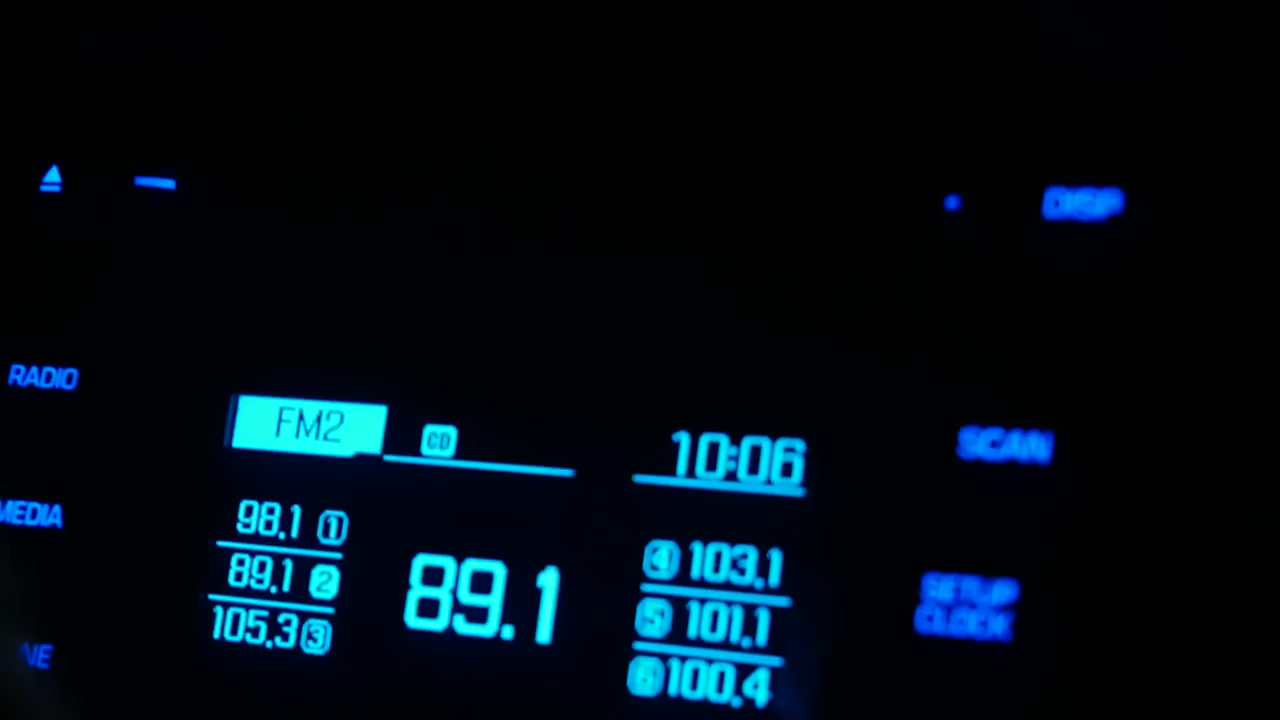 DISP
RADIO
FM2 CD 10:06
SCAN
MEDIA
98.1 1
89.1 2
105.3 3
89.1
4 103.1
5 101.1
6 100.4
SETUP
CLOCK